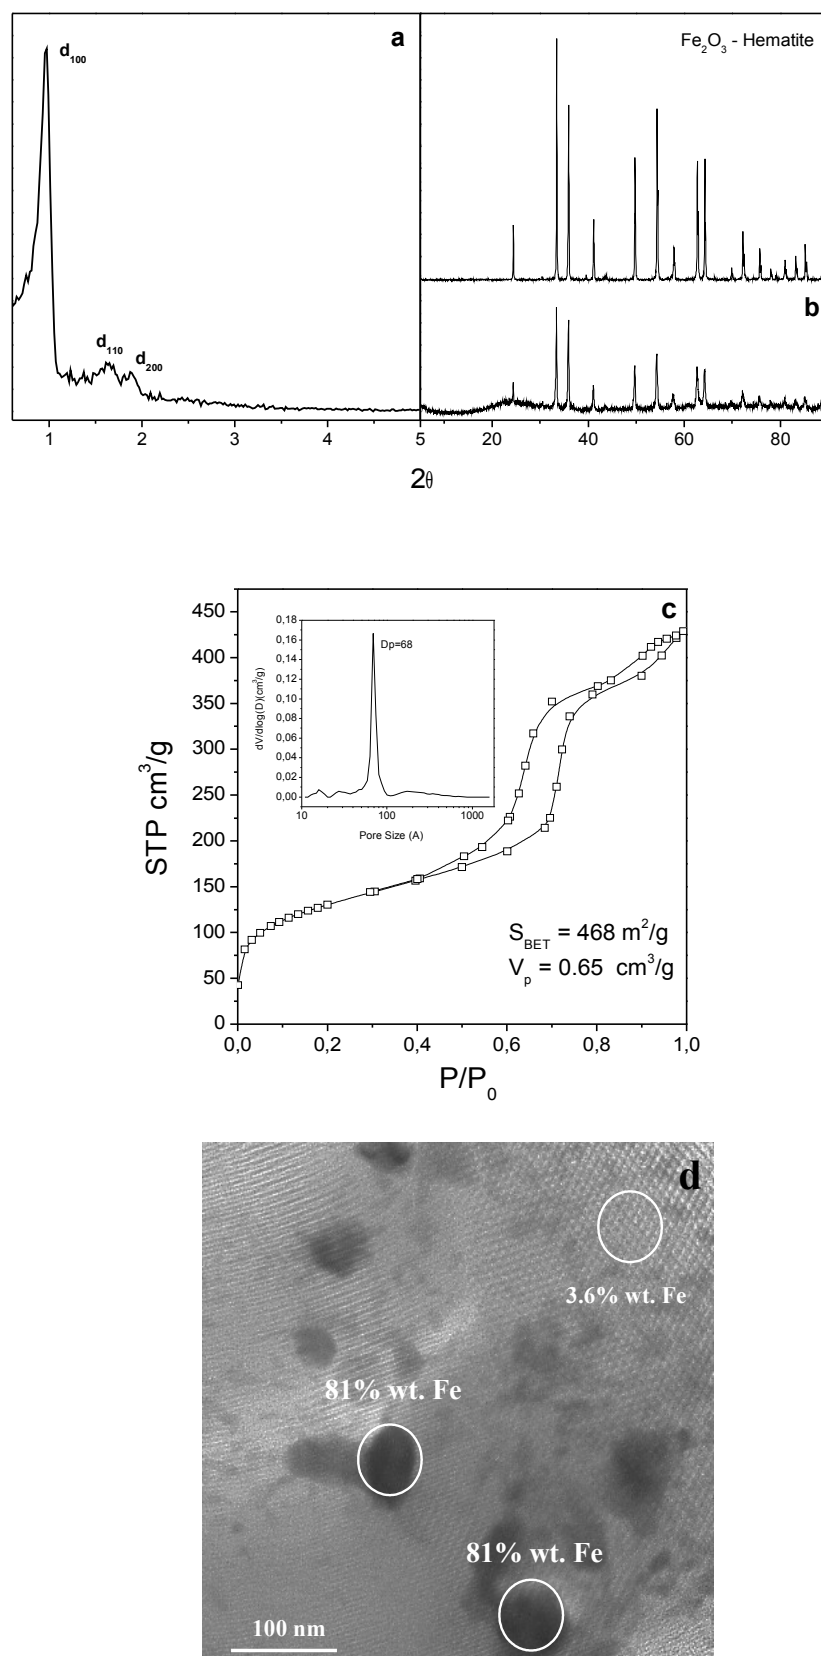 a
d100
d110
d200
Fe2O3 - Hematite
b
1 2 3 4 5 20 40 60 80
2θ
c
STP cm3/g
450
400
350
300
250
200
150
100
50
0
0,0 0,2 0,4 0,6 0,8 1,0
P/P0
dV/dlog(D)(cm3/g)
0,18
0,16
0,14
0,12
0,10
0,08
0,06
0,04
0,02
0,00
10 100 1000
Pore Size (A)
Dp=68
SBET = 468 m2/g
Vp = 0.65 cm3/g
d
3.6% wt. Fe
81% wt. Fe
81% wt. Fe
100 nm